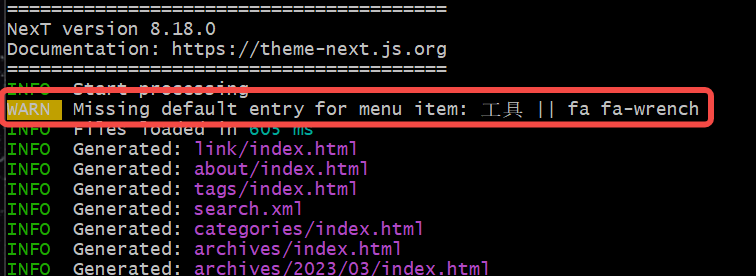 ========================================
NexT version 8.18.0
Documentation: https://theme-next.js.org
========================================
INFO  Start processing
WARN  Missing default entry for menu item: 工具 || fa fa-wrench
INFO  Files loaded in 605 ms
INFO  Generated: link/index.html
INFO  Generated: about/index.html
INFO  Generated: tags/index.html
INFO  Generated: search.xml
INFO  Generated: categories/index.html
INFO  Generated: archives/index.html
INFO  Generated: archives/2023/03/index.html